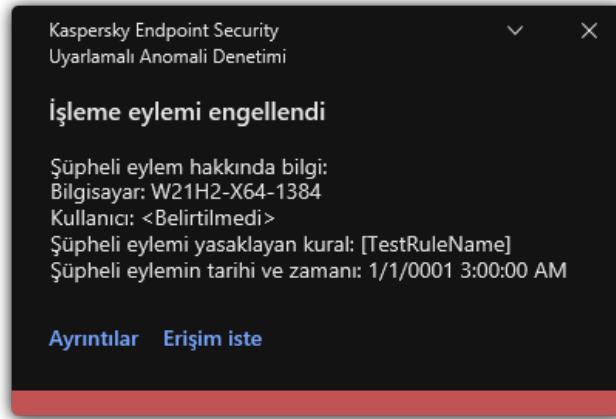 Kaspersky Endpoint Security
Uyarlamalı Anomali Denetimi
İşleme eylemi engellendi
Şüpheli eylem hakkında bilgi:
Bilgisayar: W21H2-X64-1384
Kullanıcı: <Belirtilmedi>
Şüpheli eylemi yasaklayan kural: [TestRuleName]
Şüpheli eylemin tarihi ve zamanı: 1/1/0001 3:00:00 AM
Ayrıntılar Erişim iste